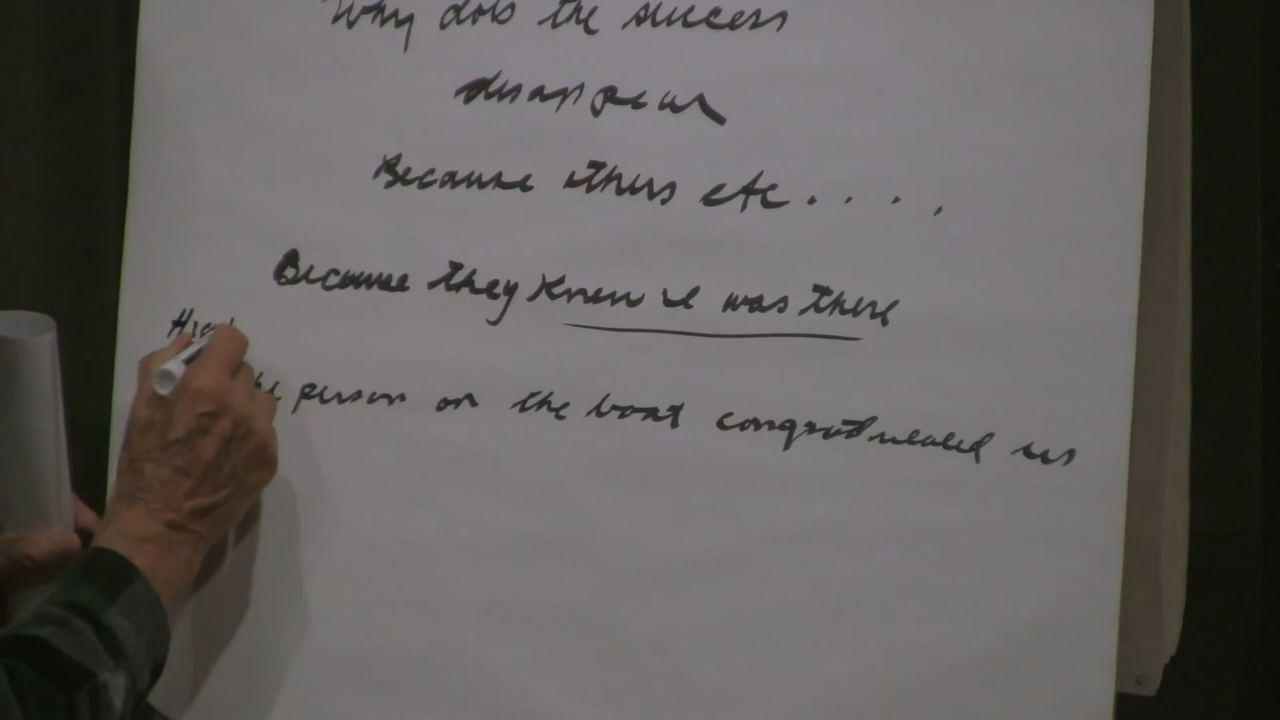 Why does the success
disappear
Because others etc.....
Because they knew it was there
person on the boat congratulated us